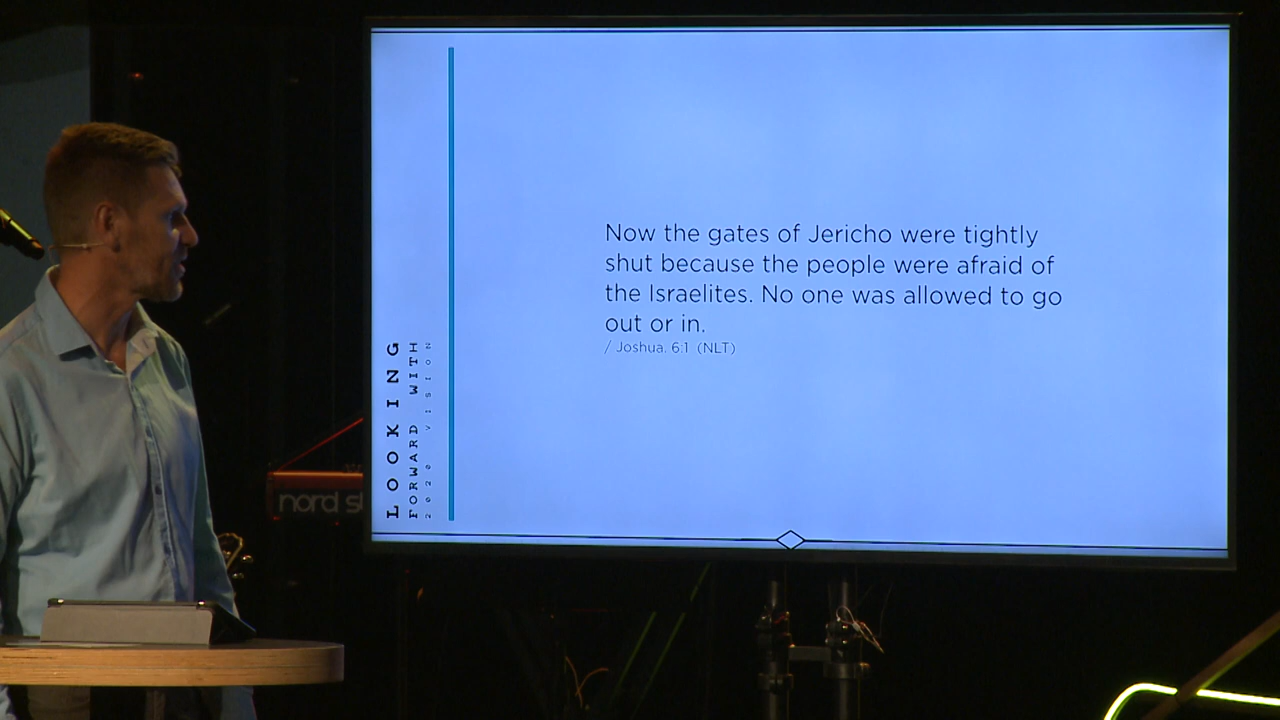 Now the gates of Jericho were tightly
shut because the people were afraid of
the Israelites. No one was allowed to go
out or in.
/ Joshua. 6:1 (NLT)
LOOKING
FORWARD WITH
2020 VISION
nord